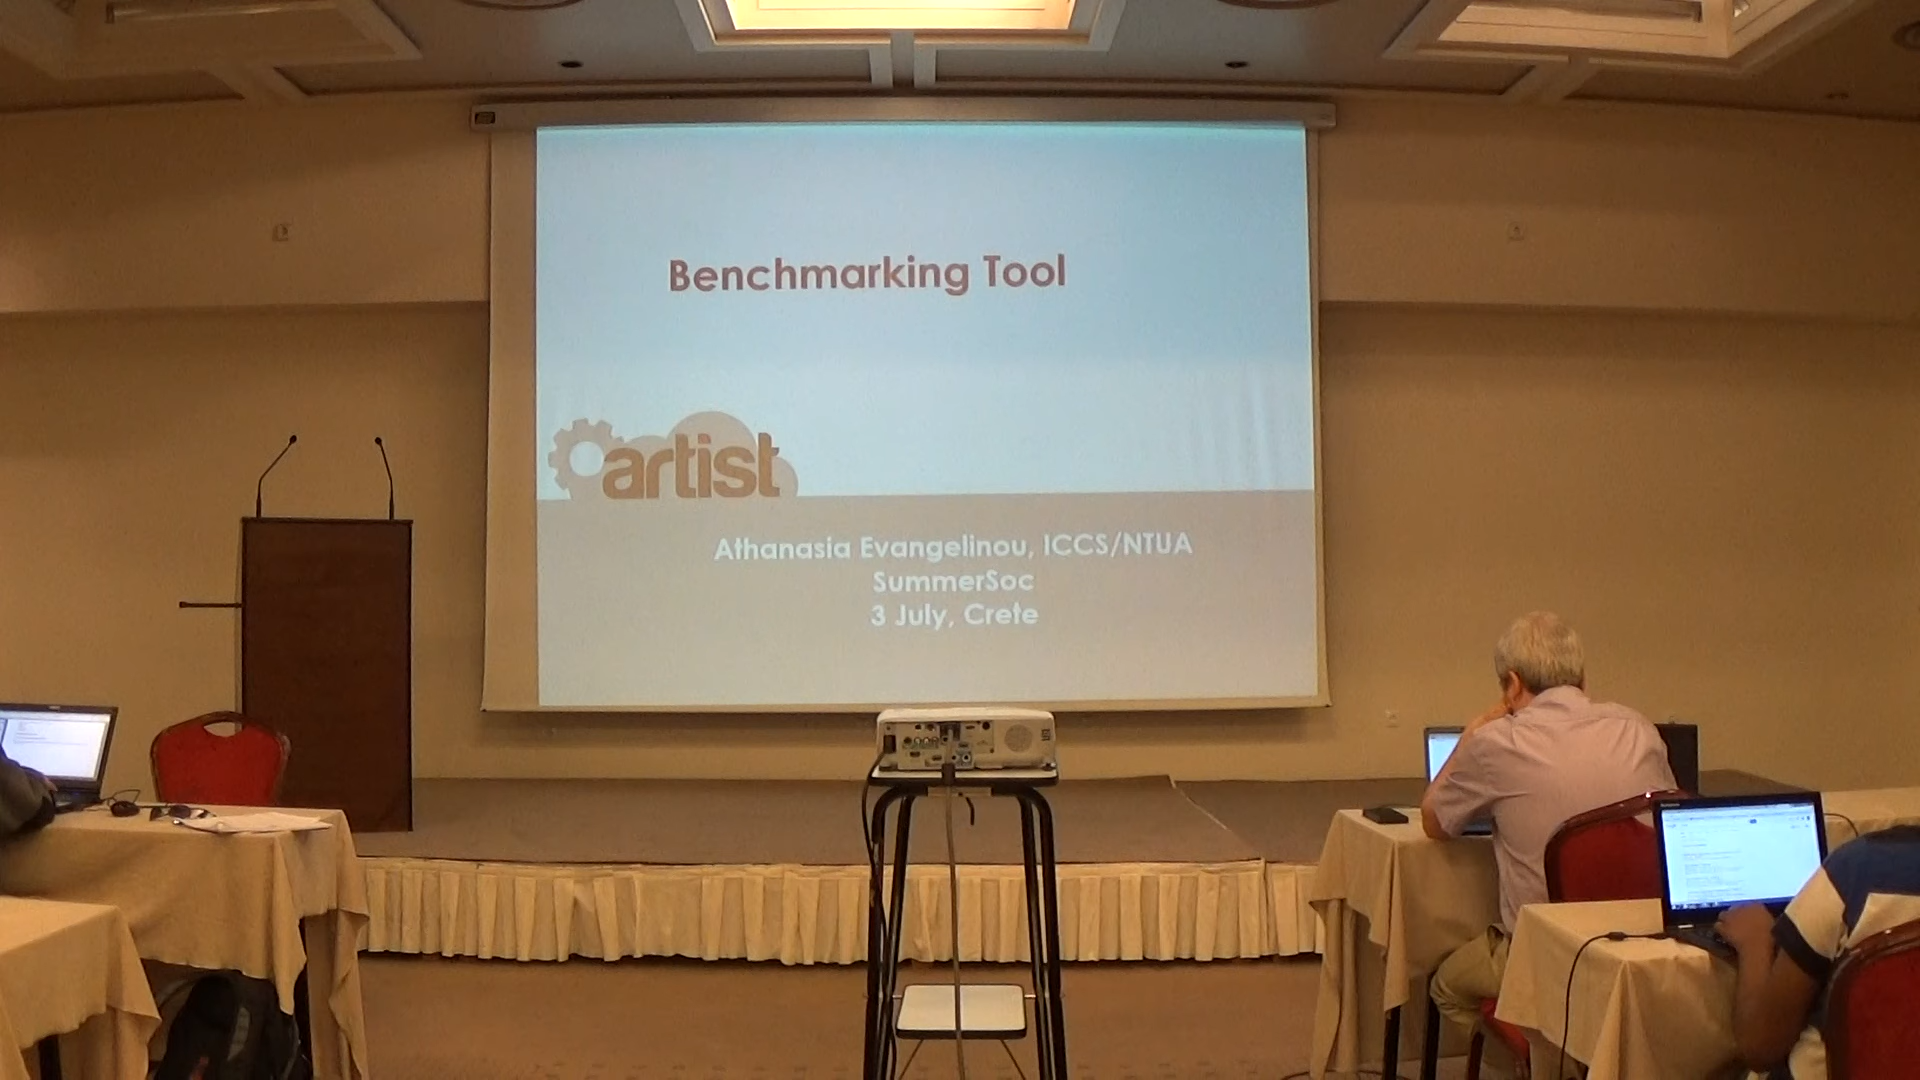 Benchmarking Tool
artist
Athanasia Evangelinou, ICCS/NTUA
SummerSoc
3 July, Crete